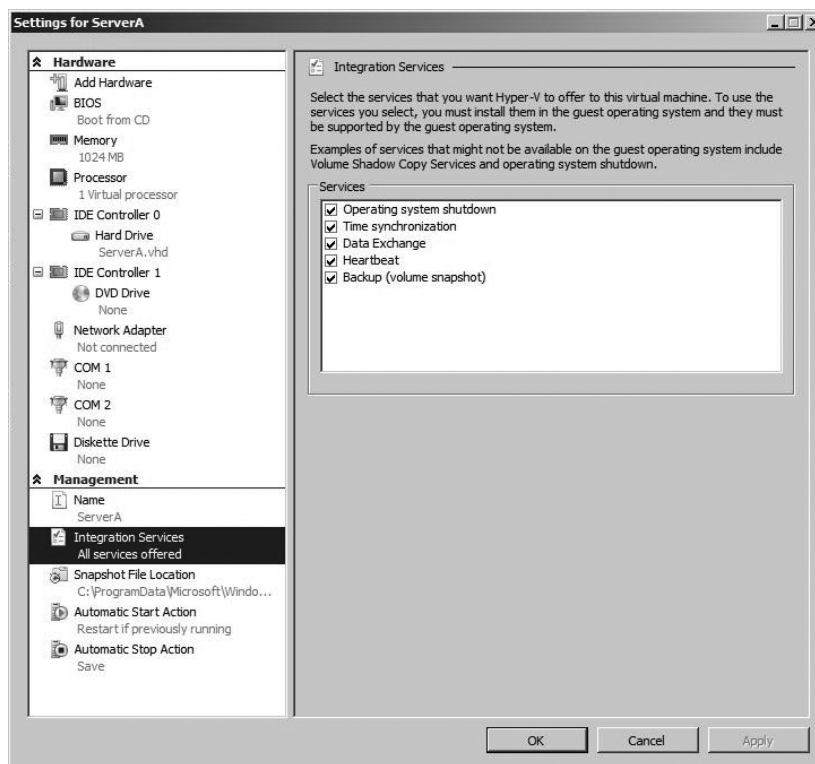 Settings for ServerA
Hardware
Add Hardware
BIOS
Boot from CD
Memory
1024 MB
Processor
1 Virtual processor
IDE Controller 0
Hard Drive
ServerA.vhd
IDE Controller 1
DVD Drive
None
Network Adapter
Not connected
COM 1
None
COM 2
None
Diskette Drive
None
Management
Name
ServerA
Integration Services
All services offered
Snapshot File Location
C:\ProgramData\Microsoft\Windo...
Automatic Start Action
Restart if previously running
Automatic Stop Action
Save
Integration Services
Select the services that you want Hyper-V to offer to this virtual machine. To use the
services you select, you must install them in the guest operating system and they must
be supported by the guest operating system.
Examples of services that might not be available on the guest operating system include
Volume Shadow Copy Services and operating system shutdown.
Services
Operating system shutdown
Time synchronization
Data Exchange
Heartbeat
Backup (volume snapshot)
OK
Cancel
Apply